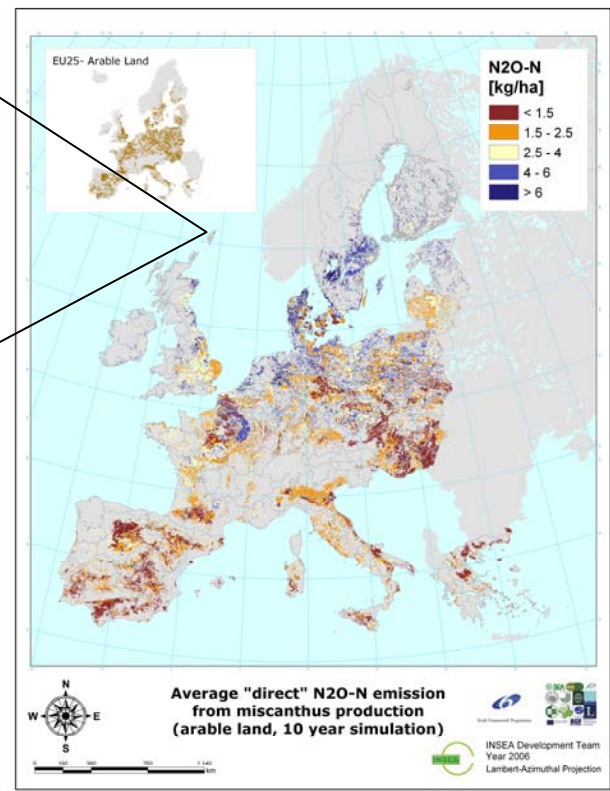 EU25- Arable Land
N2O-N
[kg/ha]
< 1.5
1.5 - 2.5
2.5 - 4
4 - 6
> 6
N
W
E
S
Average "direct" N2O-N emission
from miscanthus production
(arable land, 10 year simulation)
km
INSEA
INSEA Development Team
Year 2006
Lambert-Azimuthal Projection